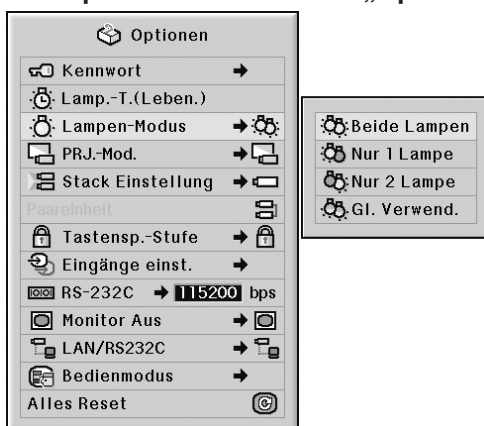 Optionen
Kennwort
Lamp.-T.(Leben.)
Lampen-Modus
PRJ.-Mod.
Stack Einstellung
Paareinheit
Tastensp.-Stufe
Eingänge einst.
RS-232C 115200 bps
Monitor Aus
LAN/RS232C
Bedienmodus
Alles Reset
Beide Lampen
Nur 1 Lampe
Nur 2 Lampe
Gl. Verwend.